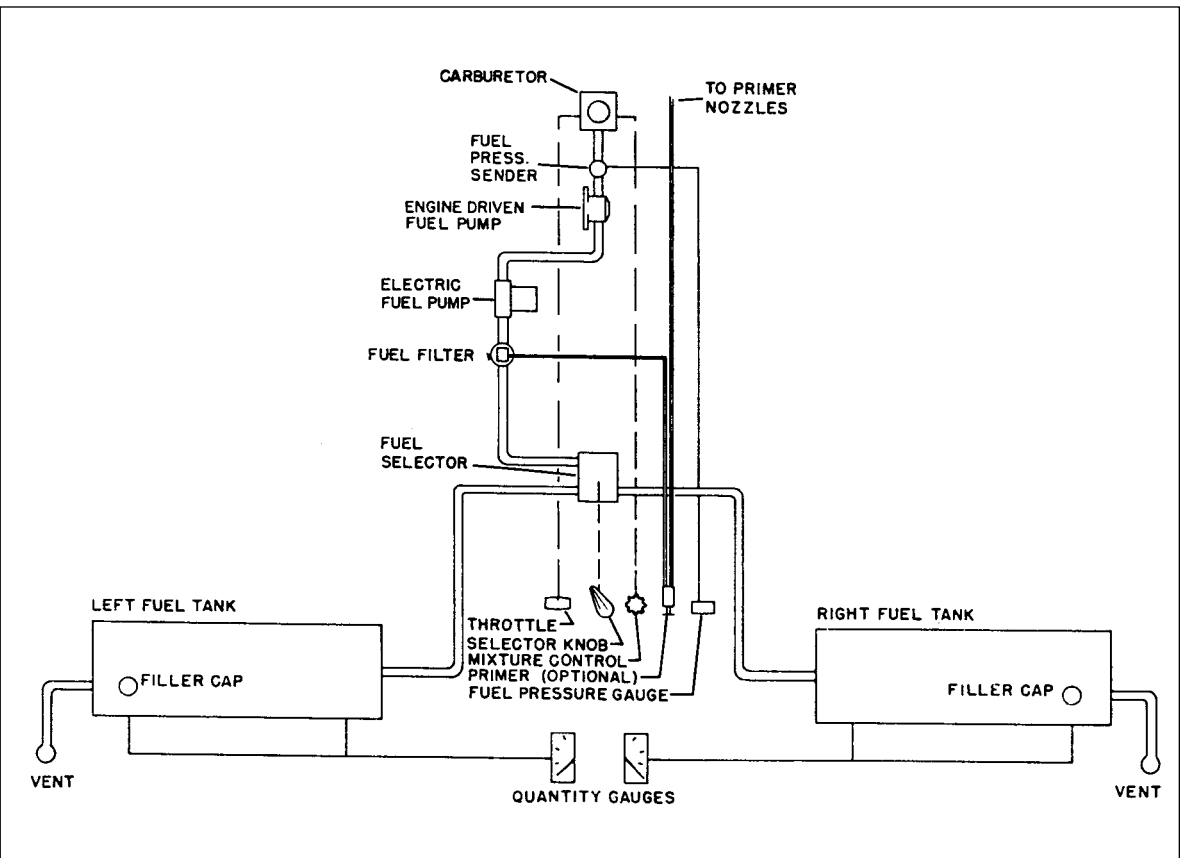 CARBURETOR
TO PRIMER
NOZZLES
FUEL
PRESS.
SENDER
ENGINE DRIVEN
FUEL PUMP
ELECTRIC
FUEL PUMP
FUEL FILTER
FUEL
SELECTOR
LEFT FUEL TANK
THROTTLE
SELECTOR KNOB
MIXTURE CONTROL
PRIMER (OPTIONAL)
FUEL PRESSURE GAUGE
RIGHT FUEL TANK
FILLER CAP
FILLER CAP
VENT
QUANTITY GAUGES
VENT